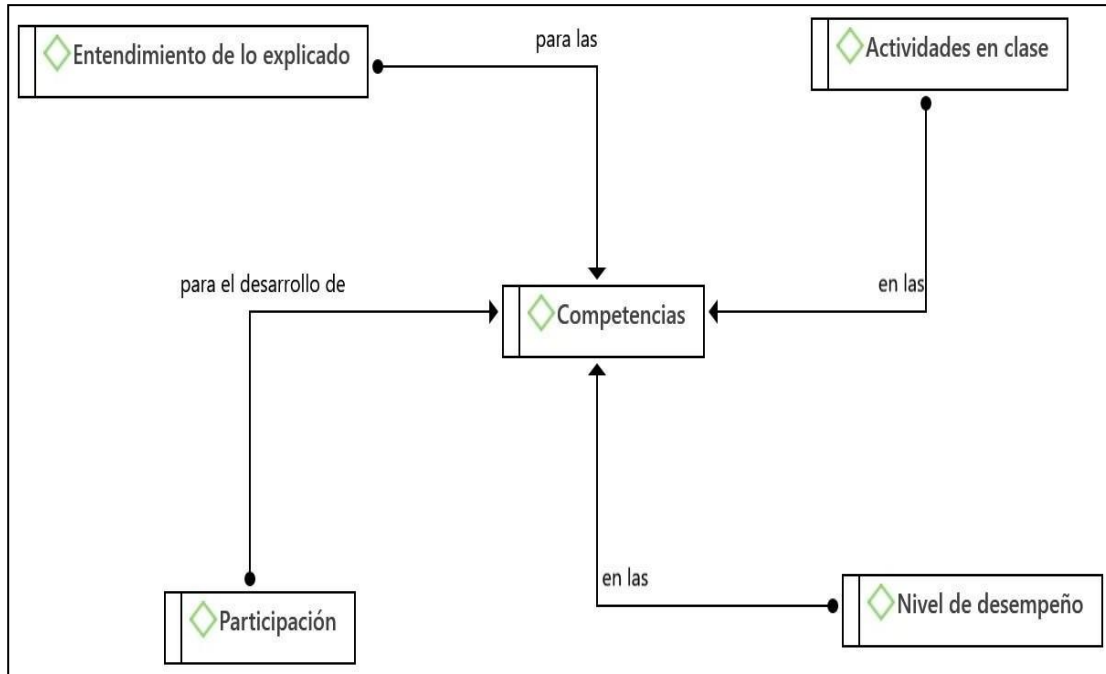 Entendimiento de lo explicado
para las
Actividades en clase
para el desarrollo de
en las
Competencias
en las
Participación
Nivel de desempeño